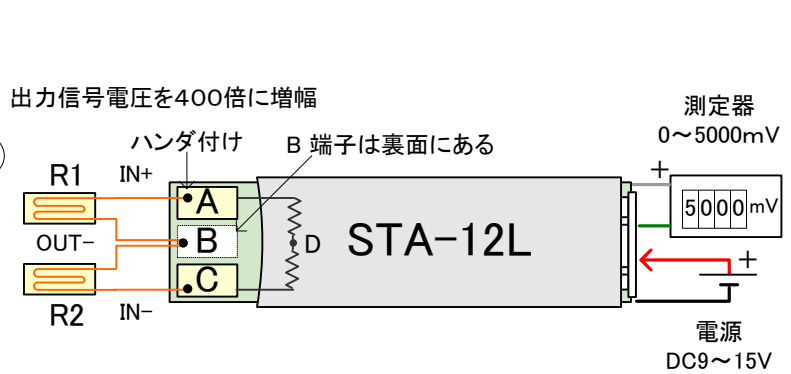 出力信号電圧を400倍に増幅
測定器
0～5000mV
ハンダ付け
B 端子は裏面にある
R1
IN+
+
A
5000mV
OUT−
B
D
STA−12L
+
C
R2
IN−
電源
DC9～15V